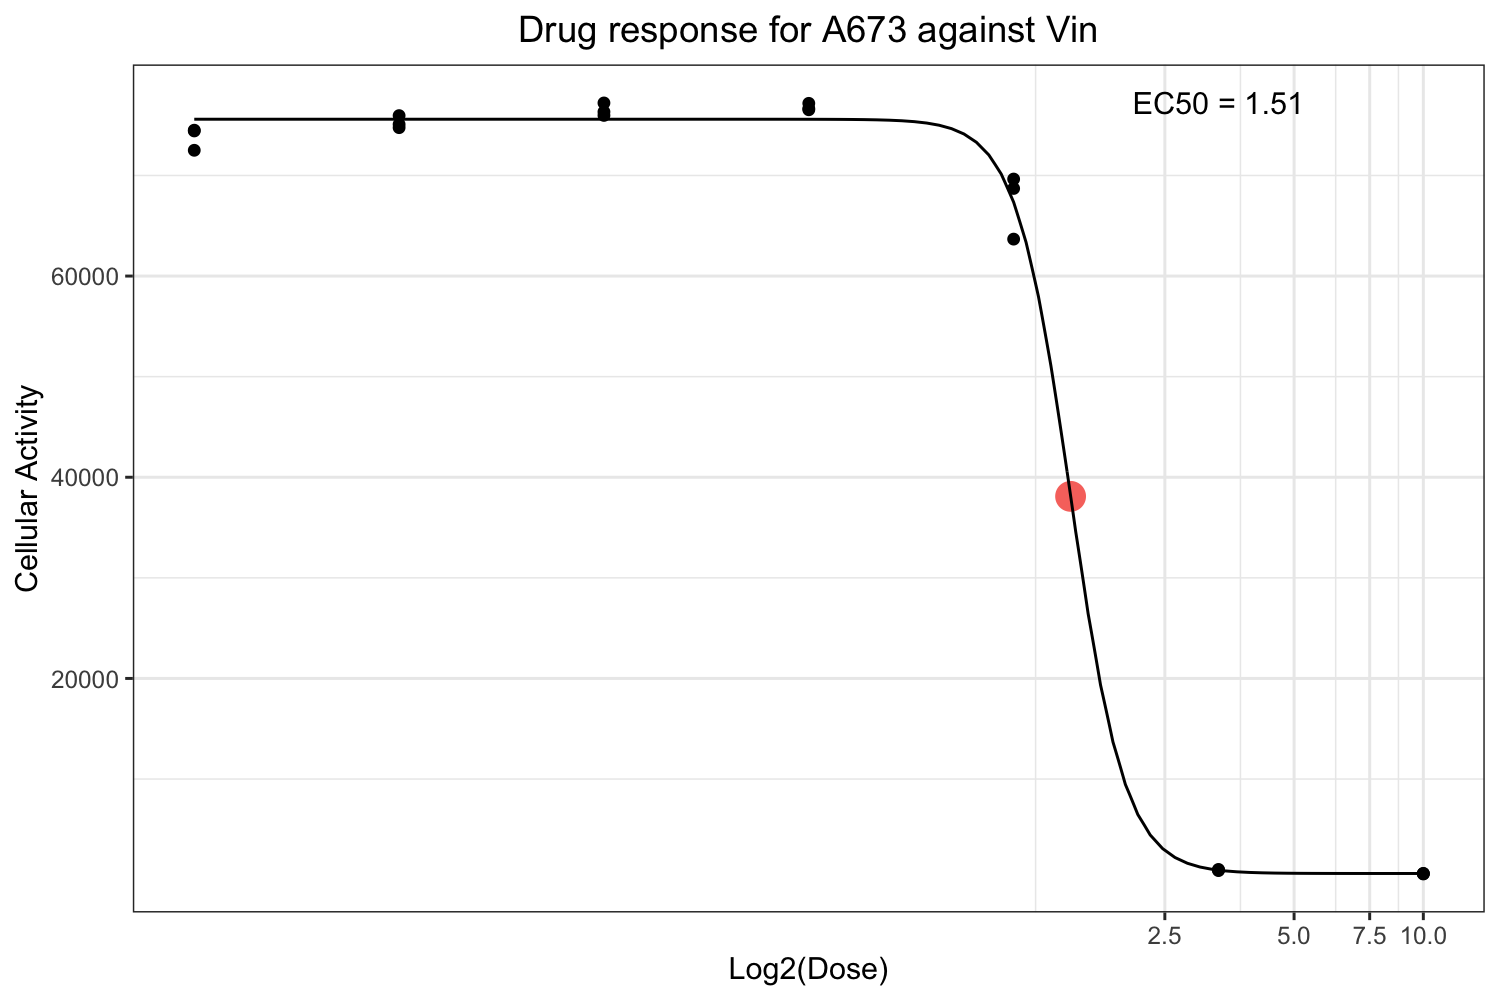 Drug response for A673 against Vin
EC50 = 1.51
60000
40000
20000
Cellular Activity
2.5 5.0 7.5 10.0
Log2(Dose)